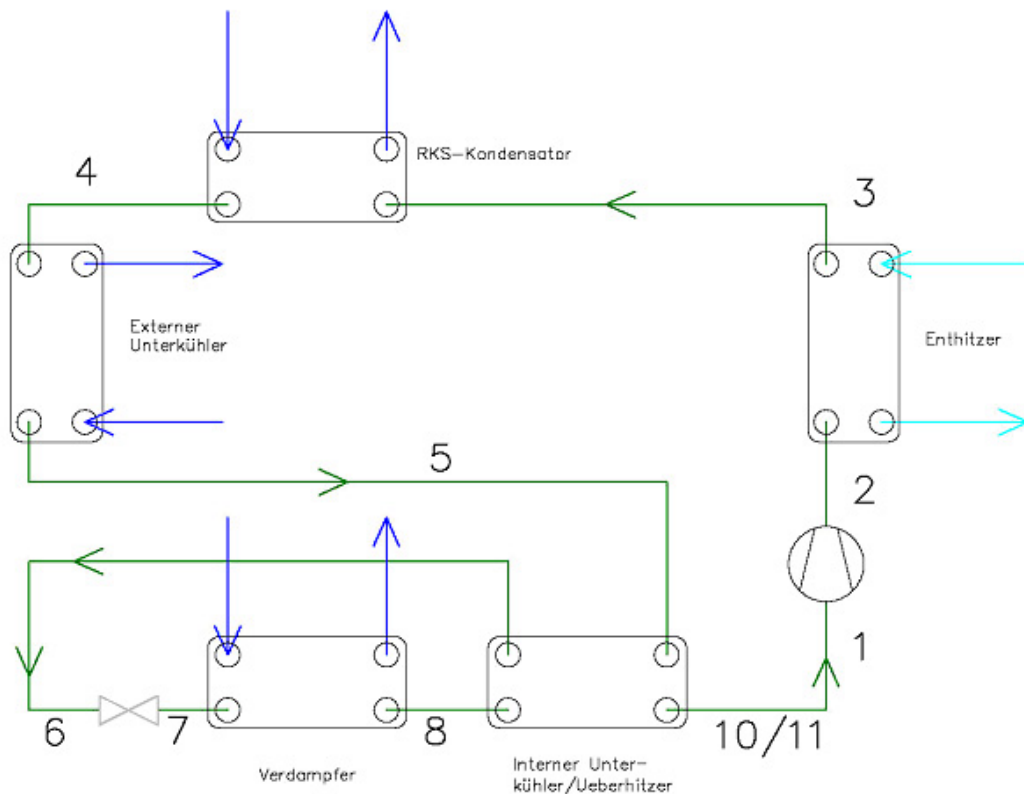 RKS-Kondensator
4
3
Externer
Unterkühler
Enthitzer
5
2
1
6
7
8
10/11
Verdampfer
Interner Unter-
kühler/Ueberhitzer